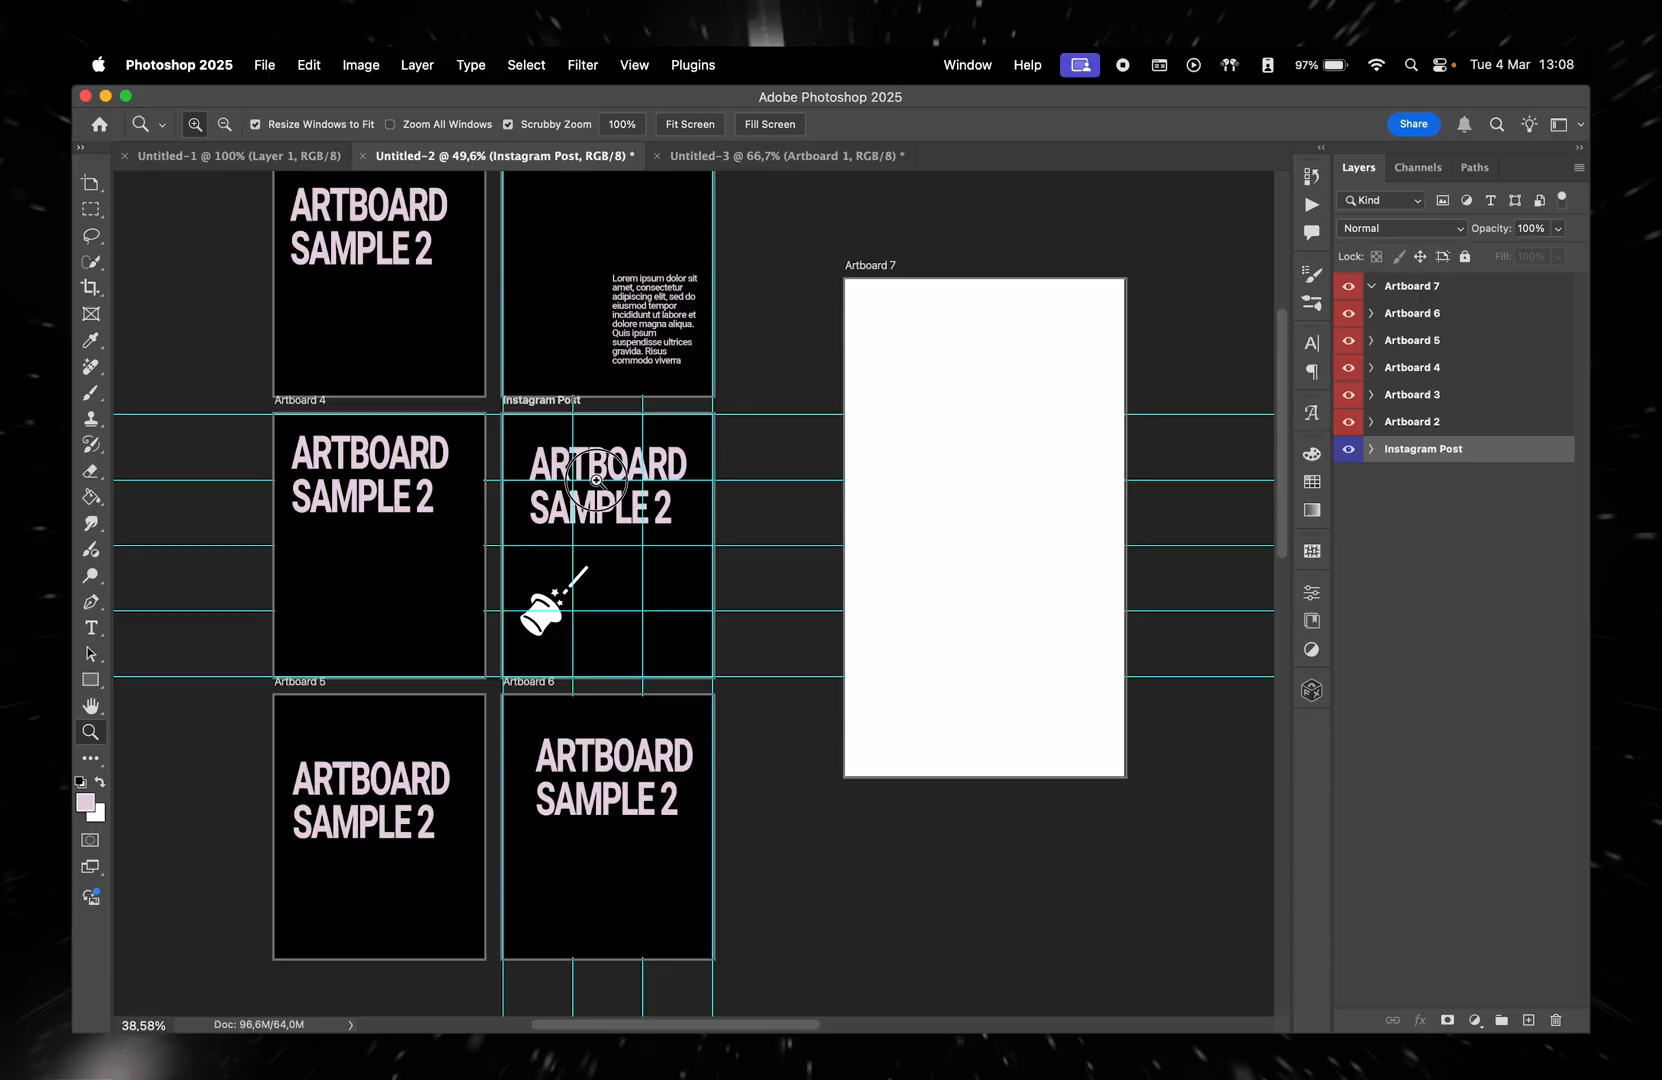 Photoshop 2025 File Edit Image Layer Type Select Filter View Plugins Window Help 97% Tue 4 Mar 13:08
Adobe Photoshop 2025
Resize Windows to Fit Zoom All Windows Scrubby Zoom 100% Fit Screen Fill Screen Share
Untitled-1 @ 100% (Layer 1, RGB/8) Untitled-2 @ 49,6% (Instagram Post, RGB/8) * Untitled-3 @ 66,7% (Artboard 1, RGB/8) *
ARTBOARD
SAMPLE 2
Lorem ipsum dolor sit
amet, consectetur
adipiscing elit, sed do
eiusmod tempor
incididunt ut labore et
dolore magna aliqua.
Quis ipsum
suspendisse ultrices
gravida. Risus
commodo viverra
Artboard 4
ARTBOARD
SAMPLE 2
Instagram Post
ARTBOARD
SAMPLE 2
Artboard 5
ARTBOARD
SAMPLE 2
Artboard 6
ARTBOARD
SAMPLE 2
Artboard 7
Layers Channels Paths
Kind
Normal Opacity: 100%
Lock: Fill: 100%
Artboard 7
Artboard 6
Artboard 5
Artboard 4
Artboard 3
Artboard 2
Instagram Post
38,58% Doc: 96,6M/64,0M